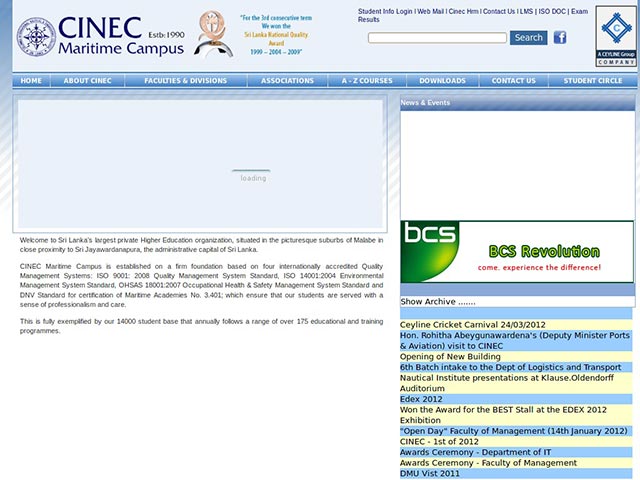 CINEC
Estb:1990
Maritime Campus
"For the 3rd consecutive term
We won the
Sri Lanka National Quality
Award
1999 - 2004 - 2009"
Student Info Login | Web Mail | Cinec Hrm | Contact Us | LMS | ISO DOC | Exam
Results
Search
A CEYLINE Group
COMPANY
HOME
ABOUT CINEC
FACULTIES & DIVISIONS
ASSOCIATIONS
A - Z COURSES
DOWNLOADS
CONTACT US
STUDENT CIRCLE
loading
Welcome to Sri Lanka's largest private Higher Education organization, situated in the picturesque suburbs of Malabe in
close proximity to Sri Jayawardanapura, the administrative capital of Sri Lanka.
CINEC Maritime Campus is established on a firm foundation based on four internationally accredited Quality
Management Systems: ISO 9001: 2008 Quality Management System Standard, ISO 14001:2004 Environmental
Management System Standard, OHSAS 18001:2007 Occupational Health & Safety Management System Standard and
DNV Standard for certification of Maritime Academies No. 3.401; which ensure that our students are served with a
sense of professionalism and care.
This is fully exemplified by our 14000 student base that annually follows a range of over 175 educational and training
programmes.
News & Events
bcs
BCS Revolution
come. experience the difference!
Show Archive .......
Ceyline Cricket Carnival 24/03/2012
Hon. Rohitha Abeygunawardena's (Deputy Minister Ports
& Aviation) visit to CINEC
Opening of New Building
6th Batch intake to the Dept of Logistics and Transport
Nautical Institute presentations at Klause.Oldendorff
Auditorium
Edex 2012
Won the Award for the BEST Stall at the EDEX 2012
Exhibition
"Open Day" Faculty of Management (14th January 2012)
CINEC - 1st of 2012
Awards Ceremony - Department of IT
Awards Ceremony - Faculty of Management
DMU Vist 2011